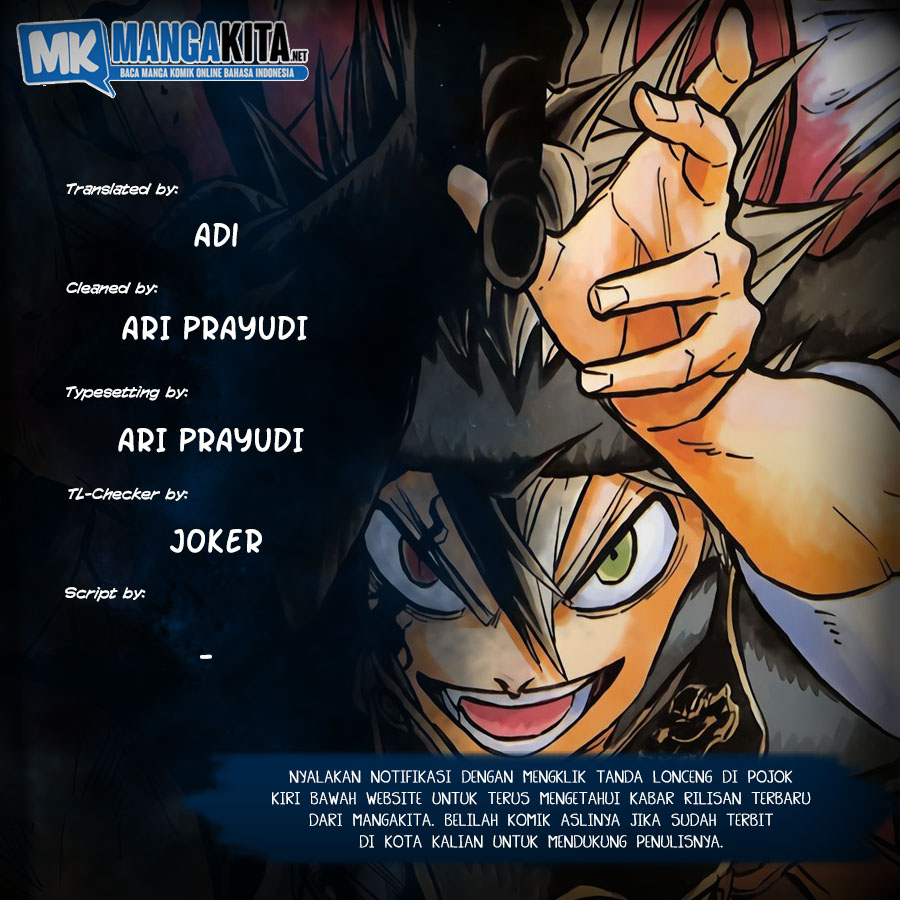 MK MANGAKITA.NET
BACA MANGA KOMIK ONLINE BAHASA INDONESIA
Translated by:
ADI
Cleaned by:
ARI PRAYUDI
Typesetting by:
ARI PRAYUDI
TL-Checker by:
JOKER
Script by:
-
NYALAKAN NOTIFIKASI DENGAN MENGKLIK TANDA LONCENG DI POJOK
KIRI BAWAH WEBSITE UNTUK TERUS MENGETAHUI KABAR RILISAN TERBARU
DARI MANGAKITA. BELILAH KOMIK ASLINYA JIKA SUDAH TERBIT
DI KOTA KALIAN UNTUK MENDUKUNG PENULISNYA.